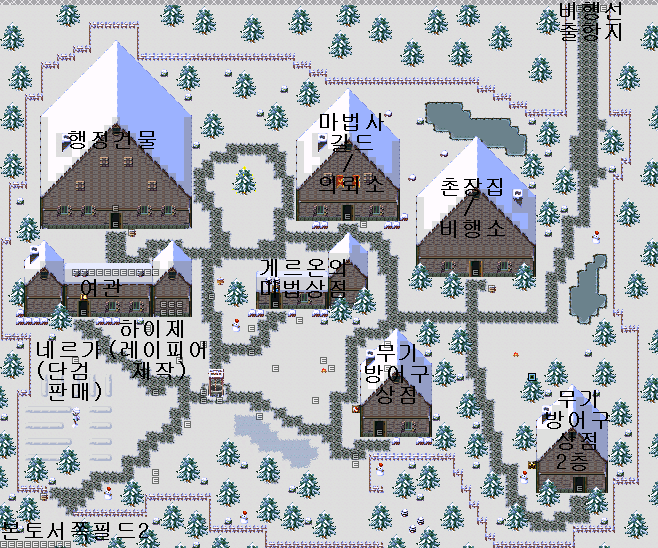 비행선
출항지
행정건물
마법사
길드
/
의뢰소
촌장집
/
비행소
게르온의
마법상점
여관
하이제
네르가(레이피어
(단검 제작)
판매)
무기
방어구
상점
무기
방어구
상점
2층
본토서쪽필드2